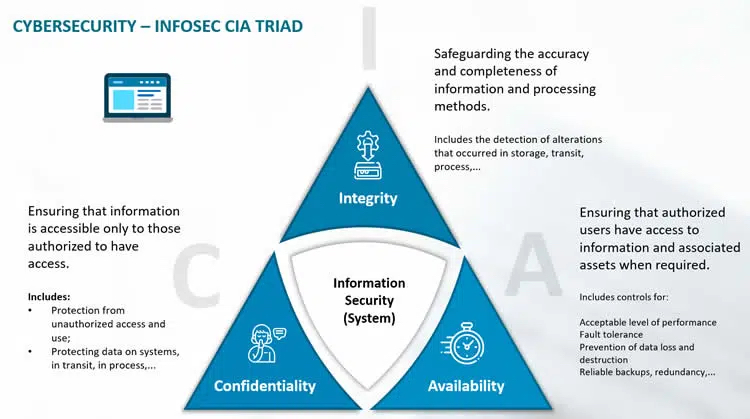 CYBERSECURITY – INFOSEC CIA TRIAD
I
Safeguarding the accuracy
and completeness of
information and processing
methods.
Includes the detection of alterations
that occurred in storage, transit,
process,...
Integrity
Ensuring that information
is accessible only to those
authorized to have
access.
Includes:
• Protection from
unauthorized access and
use;
• Protecting data on systems,
in transit, in process,...
C
Information
Security
(System)
A
Ensuring that authorized
users have access to
information and associated
assets when required.
Includes controls for:
Acceptable level of performance
Fault tolerance
Prevention of data loss and
destruction
Reliable backups, redundancy,...
Confidentiality
Availability